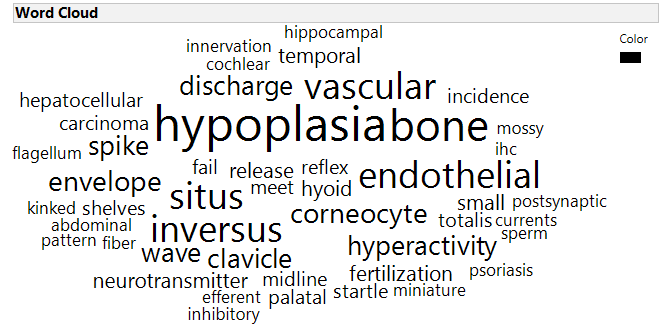 Word Cloud
hippocampal
Color
innervation
temporal
cochlear
discharge vascular
incidence
hepatocellular
hypoplasia bone
carcinoma
mossy
spike
ihc
flagellum
fail release reflex
endothelial
envelope
situs meet hyoid
small postsynaptic
kinked shelves
corneocyte
totalis currents
abdominal
inversus
sperm
pattern fiber
hyperactivity
wave clavicle
psoriasis
neurotransmitter midline fertilization
efferent palatal startle miniature
inhibitory